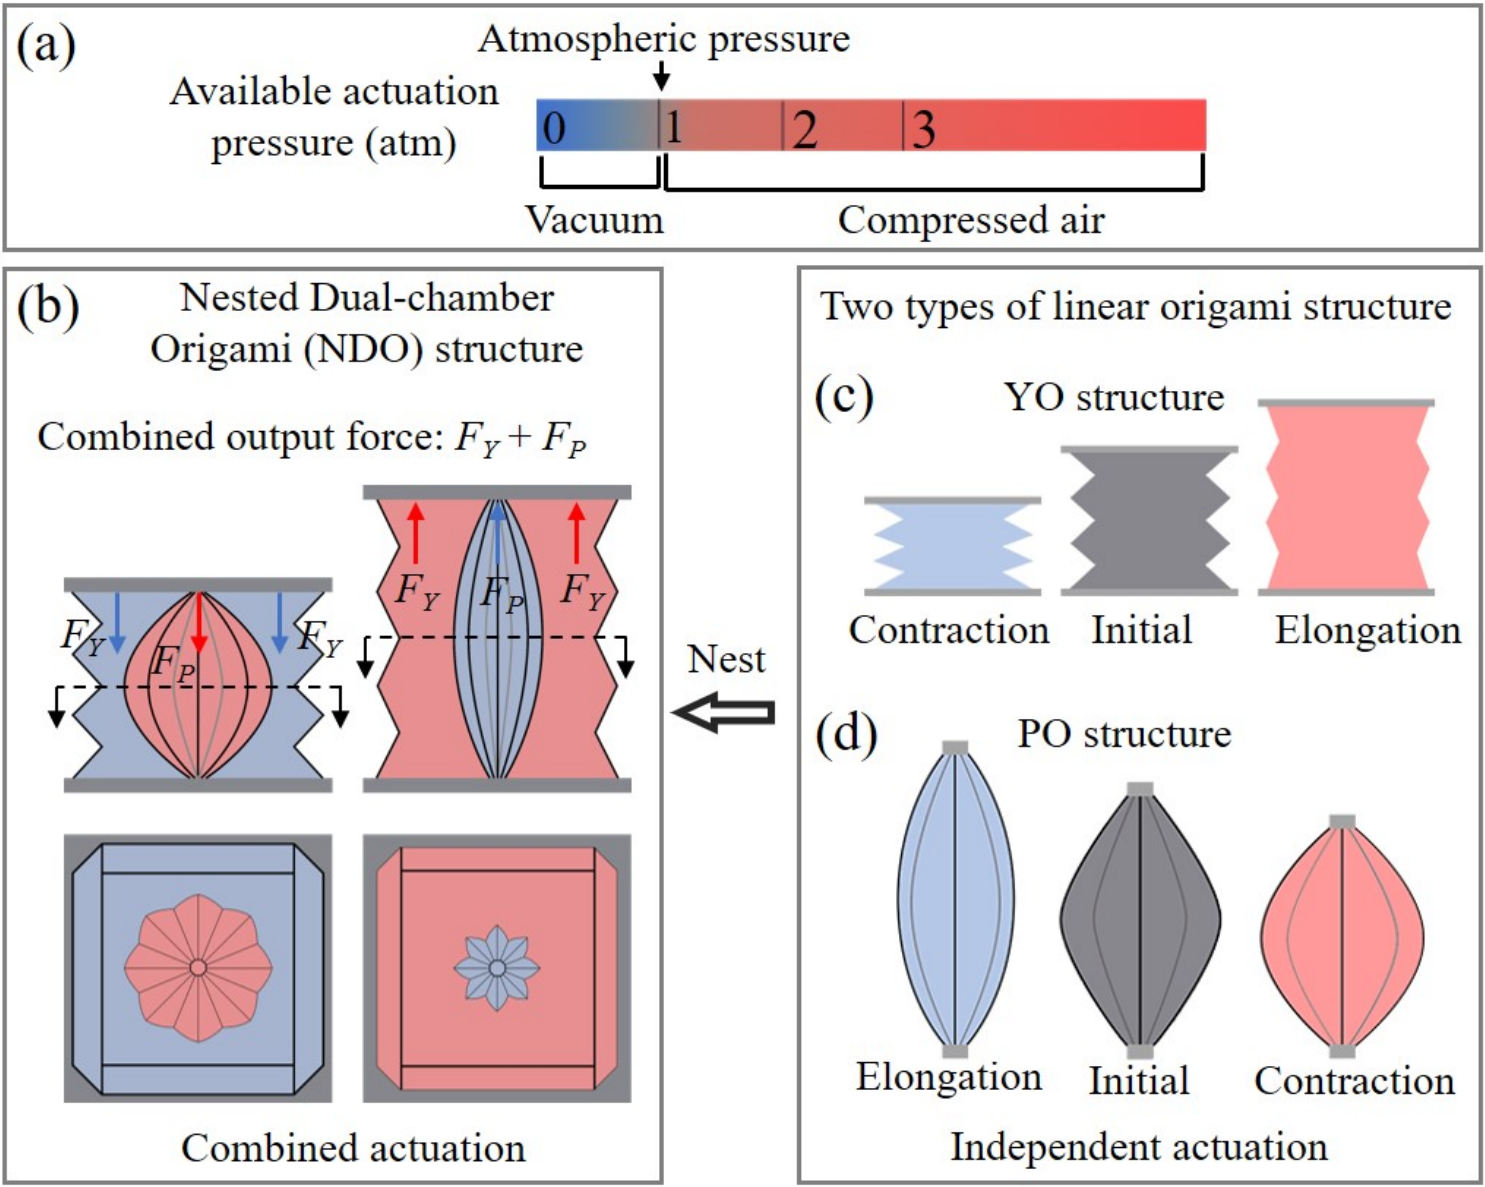 (a)
Atmospheric pressure
Available actuation
pressure (atm)
0 1 2 3
Vacuum
Compressed air
(b)
Nested Dual-chamber
Origami (NDO) structure
Combined output force: F_Y + F_P
F_Y F_P F_Y
F_Y F_P F_Y
Combined actuation
Nest
Two types of linear origami structure
(c)
YO structure
Contraction Initial Elongation
(d)
PO structure
Elongation Initial Contraction
Independent actuation